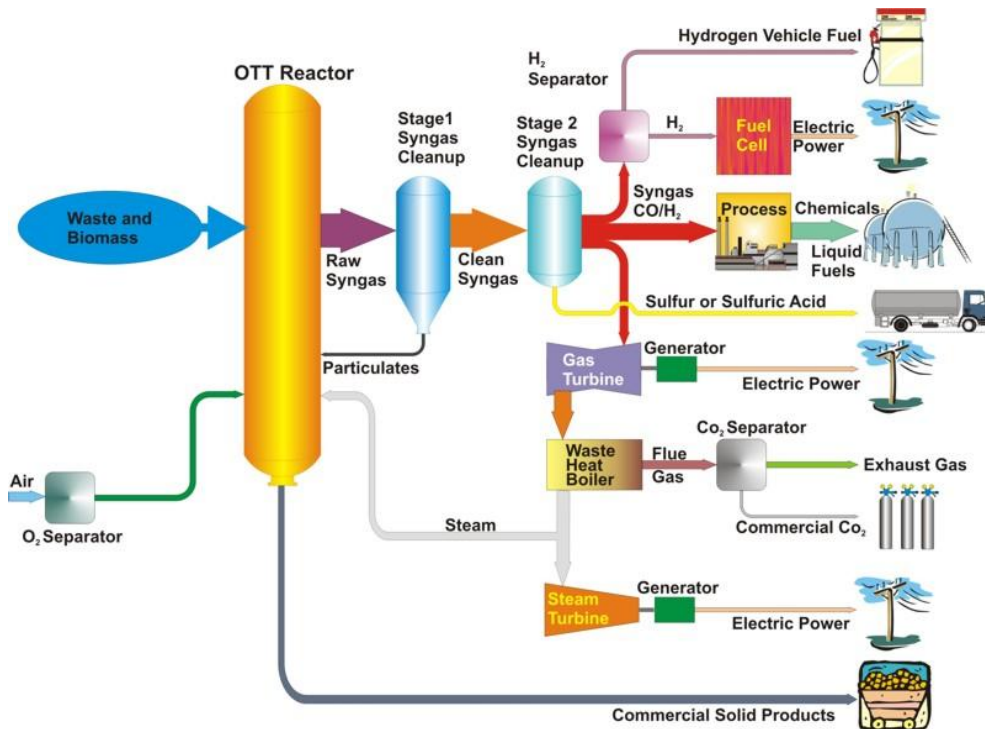 Hydrogen Vehicle Fuel
H2
Separator
OTT Reactor
Stage1
Syngas
Cleanup
Stage 2
Syngas
Cleanup
H2
Fuel
Cell
Electric
Power
Waste and
Biomass
Raw
Syngas
Clean
Syngas
Syngas
CO/H2
Process
Chemicals
Liquid
Fuels
Sulfur or Sulfuric Acid
Particulates
Gas
Turbine
Generator
Electric Power
Air
O2 Separator
Waste
Heat
Boiler
Flue
Gas
Co2 Separator
Exhaust Gas
Commercial Co2
Steam
Steam
Turbine
Generator
Electric Power
Commercial Solid Products